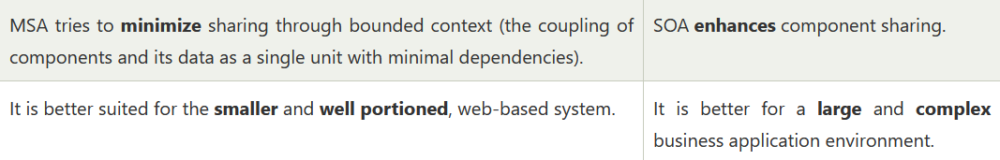 MSA tries to minimize sharing through bounded context (the coupling of
components and its data as a single unit with minimal dependencies).
SOA enhances component sharing.
It is better suited for the smaller and well portioned, web-based system.
It is better for a large and complex
business application environment.